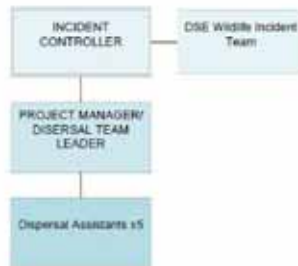 INCIDENT
CONTROLLER
DSE Wildlife Incident
Team
PROJECT MANAGER/
DISERSAL TEAM
LEADER
Dispersal Assistants x5